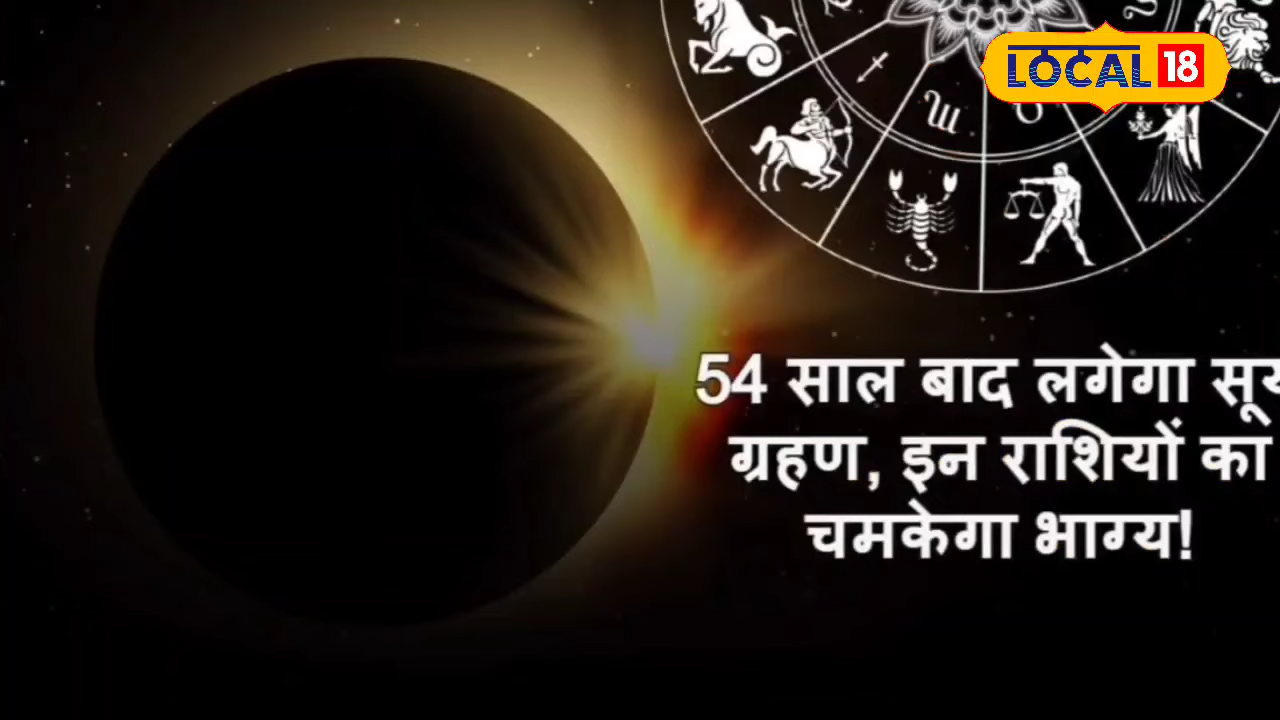 LOCAL 18
54 साल बाद लगेगा
ग्रहण, इन राशियों का
चमकेगा भाग्य!